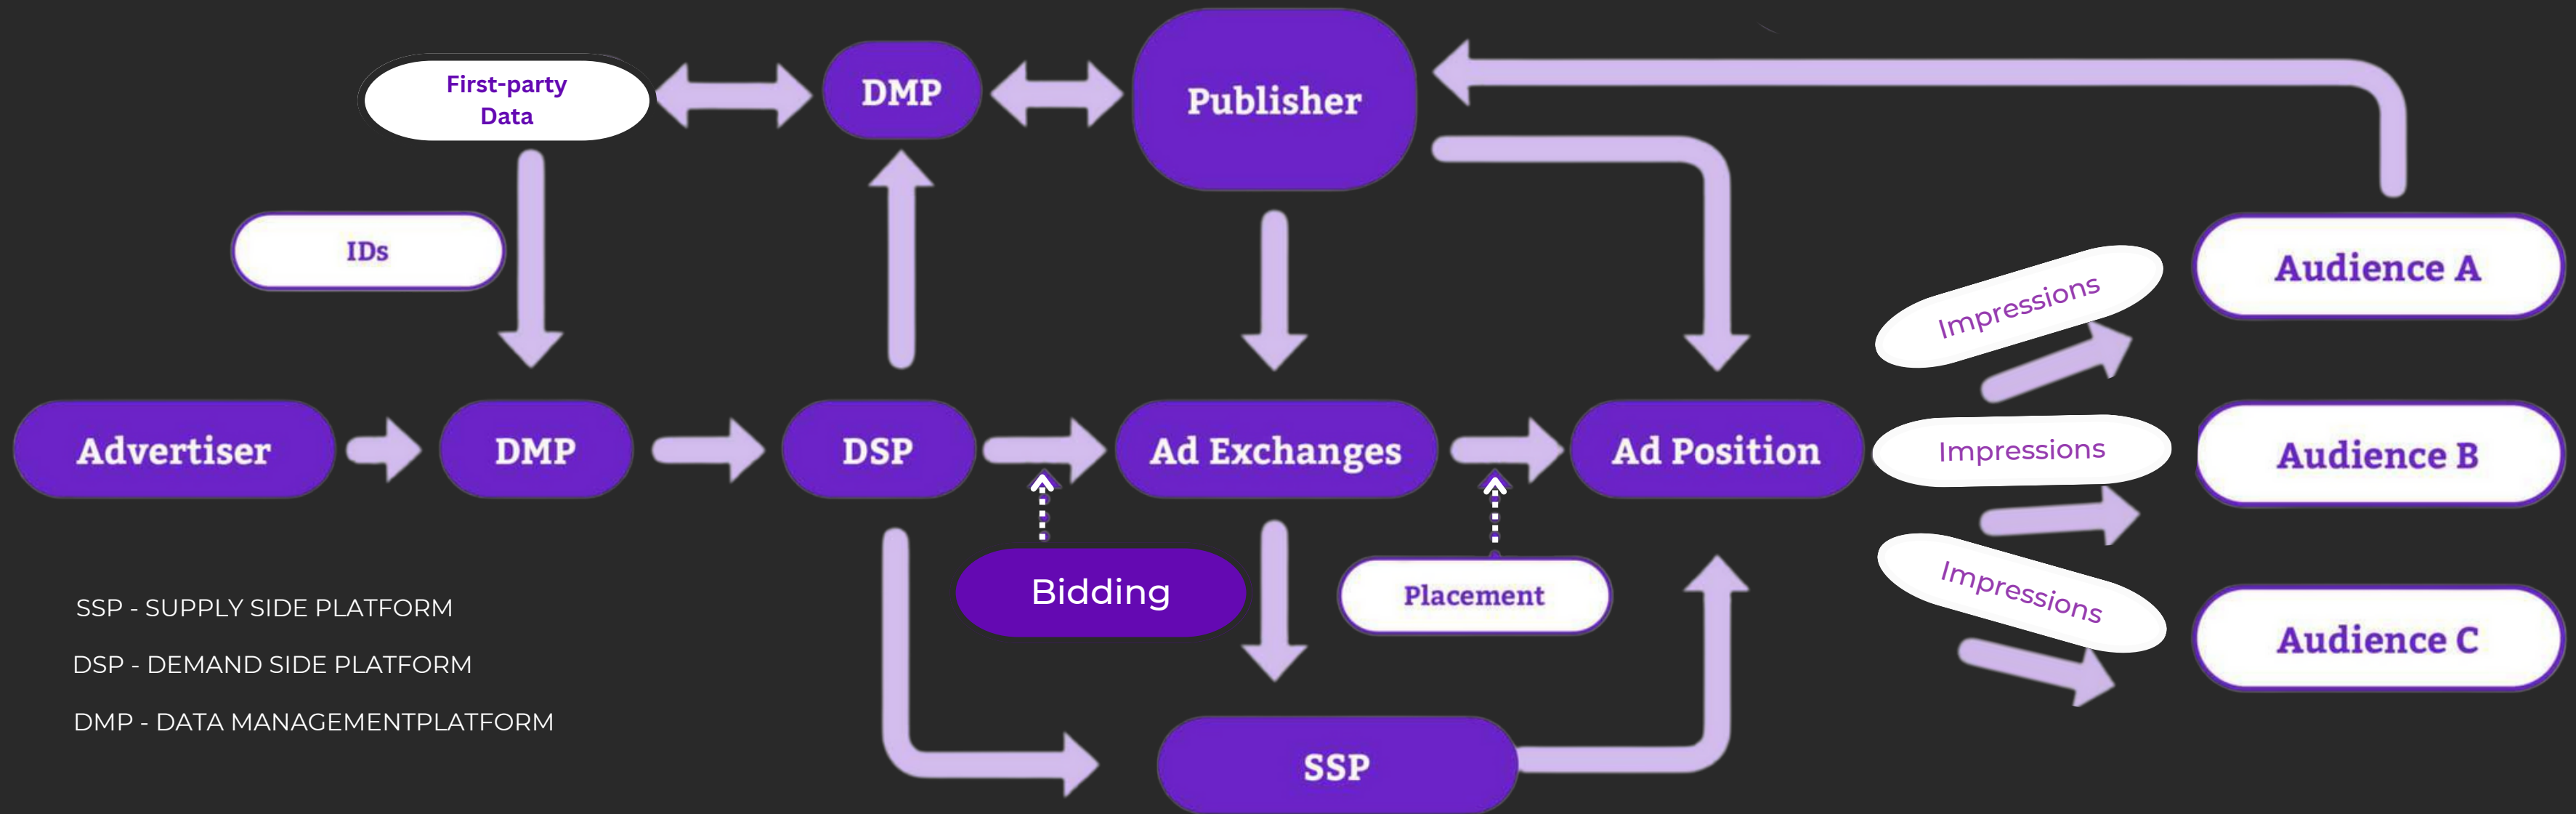 First-party
Data
DMP
Publisher
IDs
Impressions
Audience A
Advertiser
DMP
DSP
Ad Exchanges
Ad Position
Impressions
Audience B
Bidding
Placement
Impressions
Audience C
SSP - SUPPLY SIDE PLATFORM
DSP - DEMAND SIDE PLATFORM
DMP - DATA MANAGEMENTPLATFORM
SSP